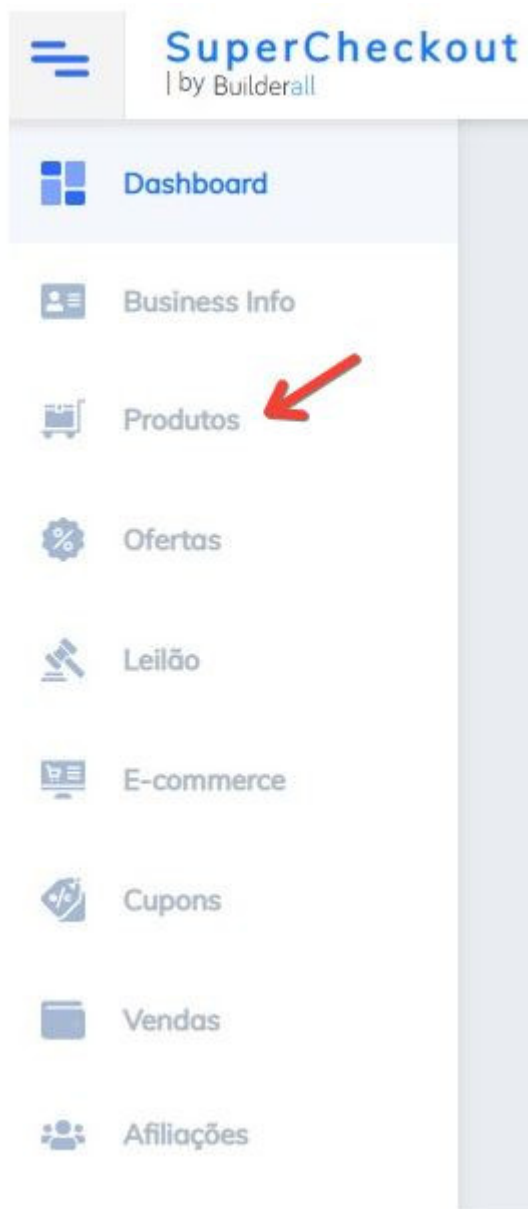 SuperCheckout
| by Builderall
Dashboard
Business Info
Produtos
Ofertas
Leilão
E-commerce
Cupons
Vendas
Afiliações